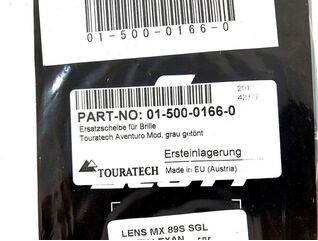 01-500-0166-0
PART-NO: 01-500-0166-0
Ersatzscheibe für Brille
Touratech Aventuro Mod, grau getönt
TOURATECH
Ersteinlagerung
Made in EU (Austria)
LENS MX 89S SGL
LEXAN